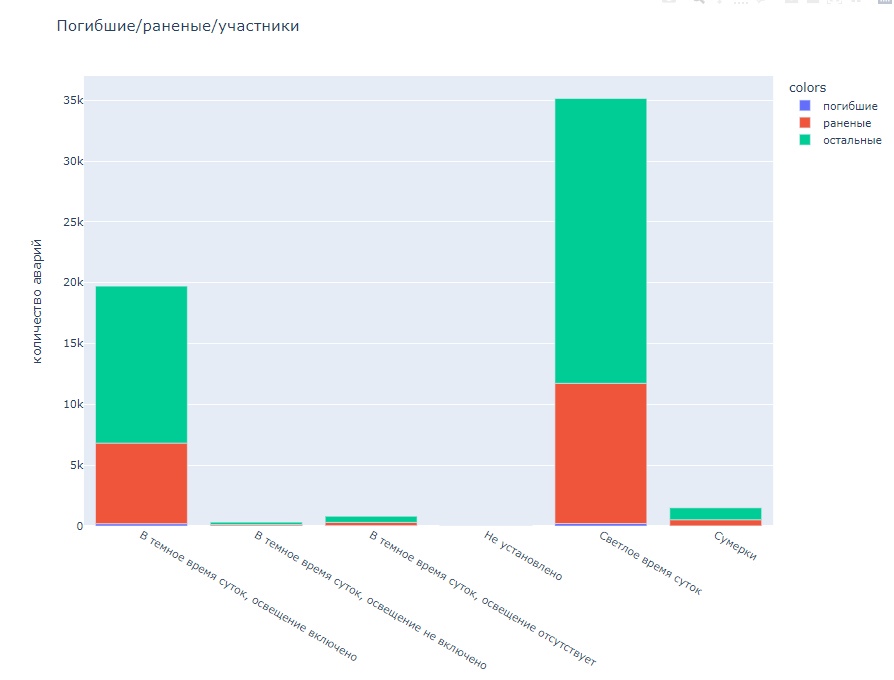 Погибшие/раненые/участники
colors
погибшие
раненые
остальные
количество аварий
35k
30k
25k
20k
15k
10k
5k
0
В темное время суток, освещение включено
В темное время суток, освещение не включено
В темное время суток, освещение отсутствует
Не установлено
Светлое время суток
Сумерки